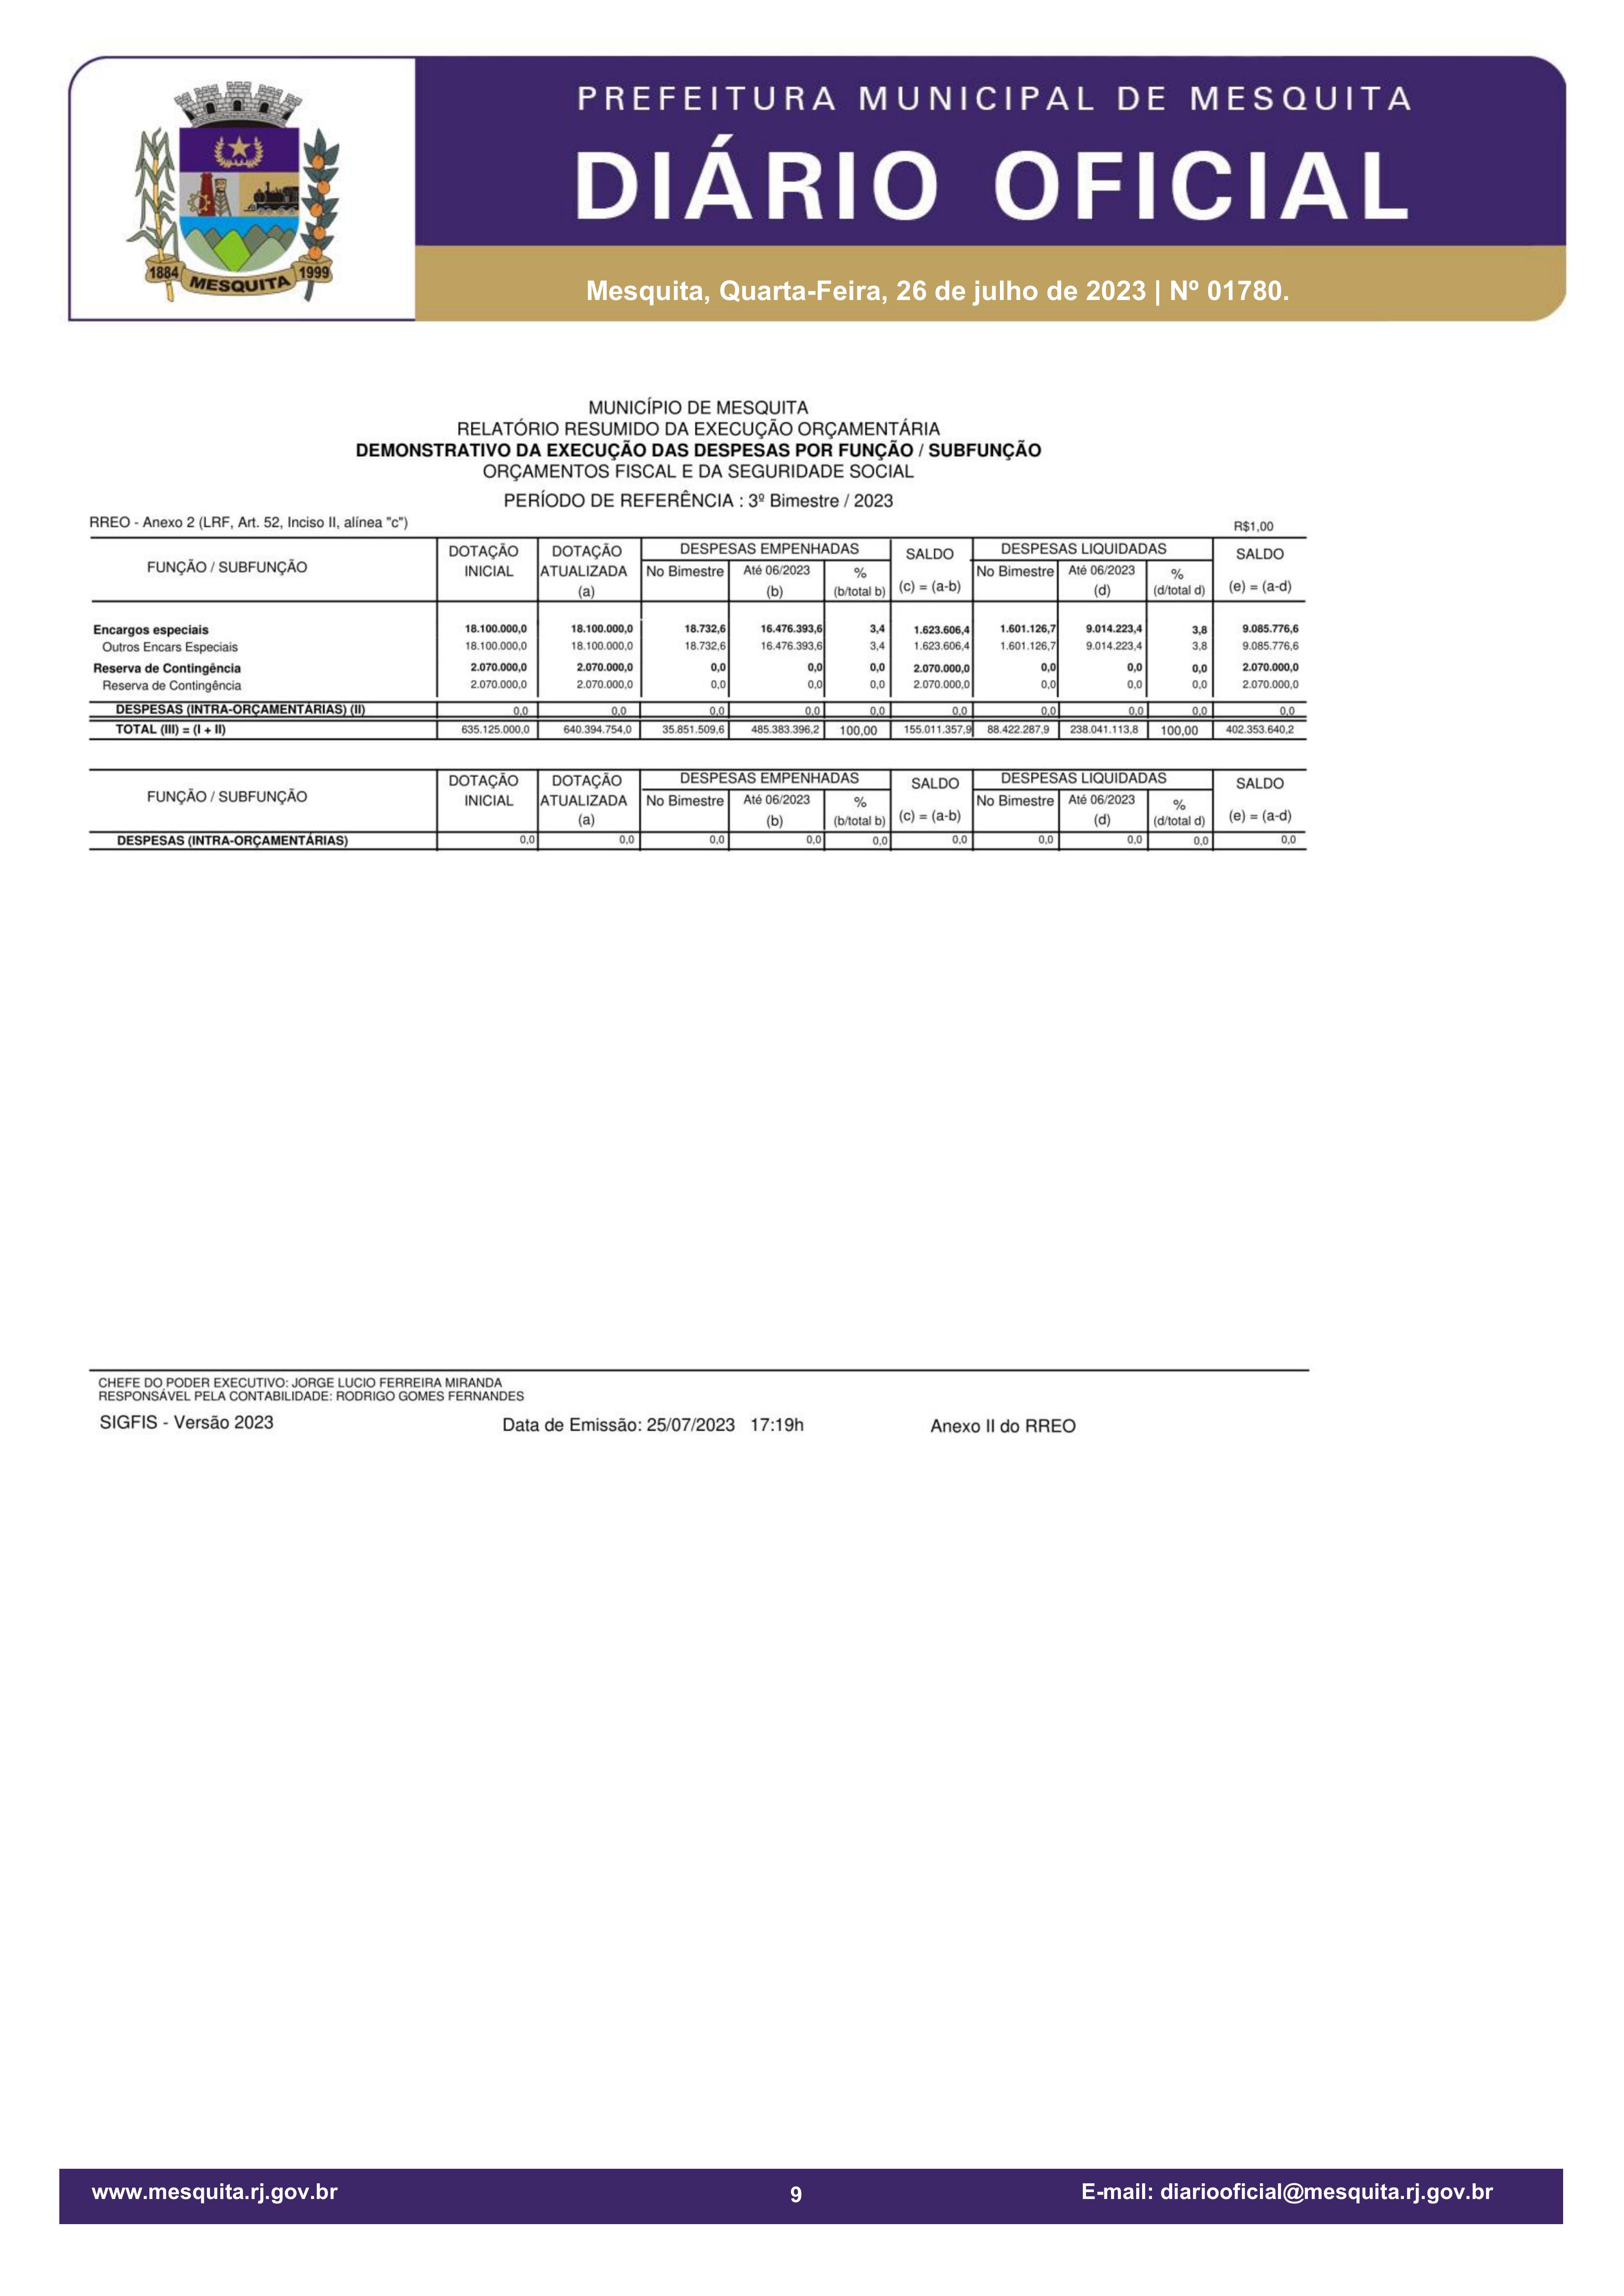 PREFEITURA MUNICIPAL DE MESQUITA
DIÁRIO OFICIAL
1884 MESQUITA 1999
Mesquita, Quarta-Feira, 26 de julho de 2023 | Nº 01780.
MUNICÍPIO DE MESQUITA
RELATÓRIO RESUMIDO DA EXECUÇÃO ORÇAMENTÁRIA
DEMONSTRATIVO DA EXECUÇÃO DAS DESPESAS POR FUNÇÃO / SUBFUNÇÃO
ORÇAMENTOS FISCAL E DA SEGURIDADE SOCIAL
PERÍODO DE REFERÊNCIA : 3º Bimestre / 2023
RREO - Anexo 2 (LRF, Art. 52, Inciso II, alínea "c") R$1,00
FUNÇÃO / SUBFUNÇÃO DOTAÇÃO INICIAL DOTAÇÃO ATUALIZADA (a) DESPESAS EMPENHADAS SALDO DESPESAS LIQUIDADAS SALDO
No Bimestre Até 06/2023 (b) % (b/total b) (c) = (a-b) No Bimestre Até 06/2023 (d) % (d/total d) (e) = (a-d)
Encargos especiais 18.100.000,0 18.100.000,0 18.732,6 16.476.393,6 3,4 1.623.606,4 1.601.126,7 9.014.223,4 3,8 9.085.776,6
Outros Encars Especiais 18.100.000,0 18.100.000,0 18.732,6 16.476.393,6 3,4 1.623.606,4 1.601.126,7 9.014.223,4 3,8 9.085.776,6
Reserva de Contingência 2.070.000,0 2.070.000,0 0,0 0,0 0,0 2.070.000,0 0,0 0,0 0,0 2.070.000,0
Reserva de Contingência 2.070.000,0 2.070.000,0 0,0 0,0 0,0 2.070.000,0 0,0 0,0 0,0 2.070.000,0
DESPESAS (INTRA-ORÇAMENTÁRIAS) (II) 0,0 0,0 0,0 0,0 0,0 0,0 0,0 0,0 0,0 0,0
TOTAL (III) = (I + II) 635.125.000,0 640.394.754,0 35.851.509,6 485.383.396,2 100,00 155.011.357,9 88.422.287,9 238.041.113,8 100,00 402.353.640,2
FUNÇÃO / SUBFUNÇÃO DOTAÇÃO INICIAL DOTAÇÃO ATUALIZADA (a) DESPESAS EMPENHADAS SALDO DESPESAS LIQUIDADAS SALDO
No Bimestre Até 06/2023 (b) % (b/total b) (c) = (a-b) No Bimestre Até 06/2023 (d) % (d/total d) (e) = (a-d)
DESPESAS (INTRA-ORÇAMENTÁRIAS) 0,0 0,0 0,0 0,0 0,0 0,0 0,0 0,0 0,0 0,0
CHEFE DO PODER EXECUTIVO: JORGE LUCIO FERREIRA MIRANDA
RESPONSÁVEL PELA CONTABILIDADE: RODRIGO GOMES FERNANDES
SIGFIS - Versão 2023 Data de Emissão: 25/07/2023 17:19h Anexo II do RREO
www.mesquita.rj.gov.br 9 E-mail: diariooficial@mesquita.rj.gov.br